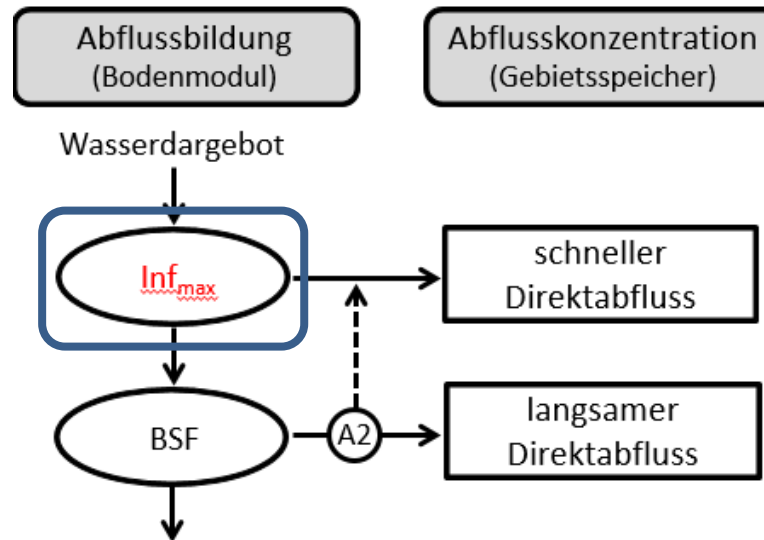 Abflussbildung
(Bodenmodul)
Abflusskonzentration
(Gebietsspeicher)
Wasserdargebot
Infmax
schneller
Direktabfluss
BSF
A2
langsamer
Direktabfluss